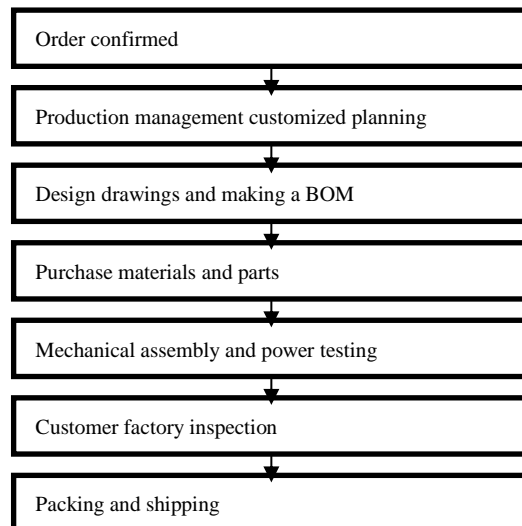 Order confirmed
Production management customized planning
Design drawings and making a BOM
Purchase materials and parts
Mechanical assembly and power testing
Customer factory inspection
Packing and shipping